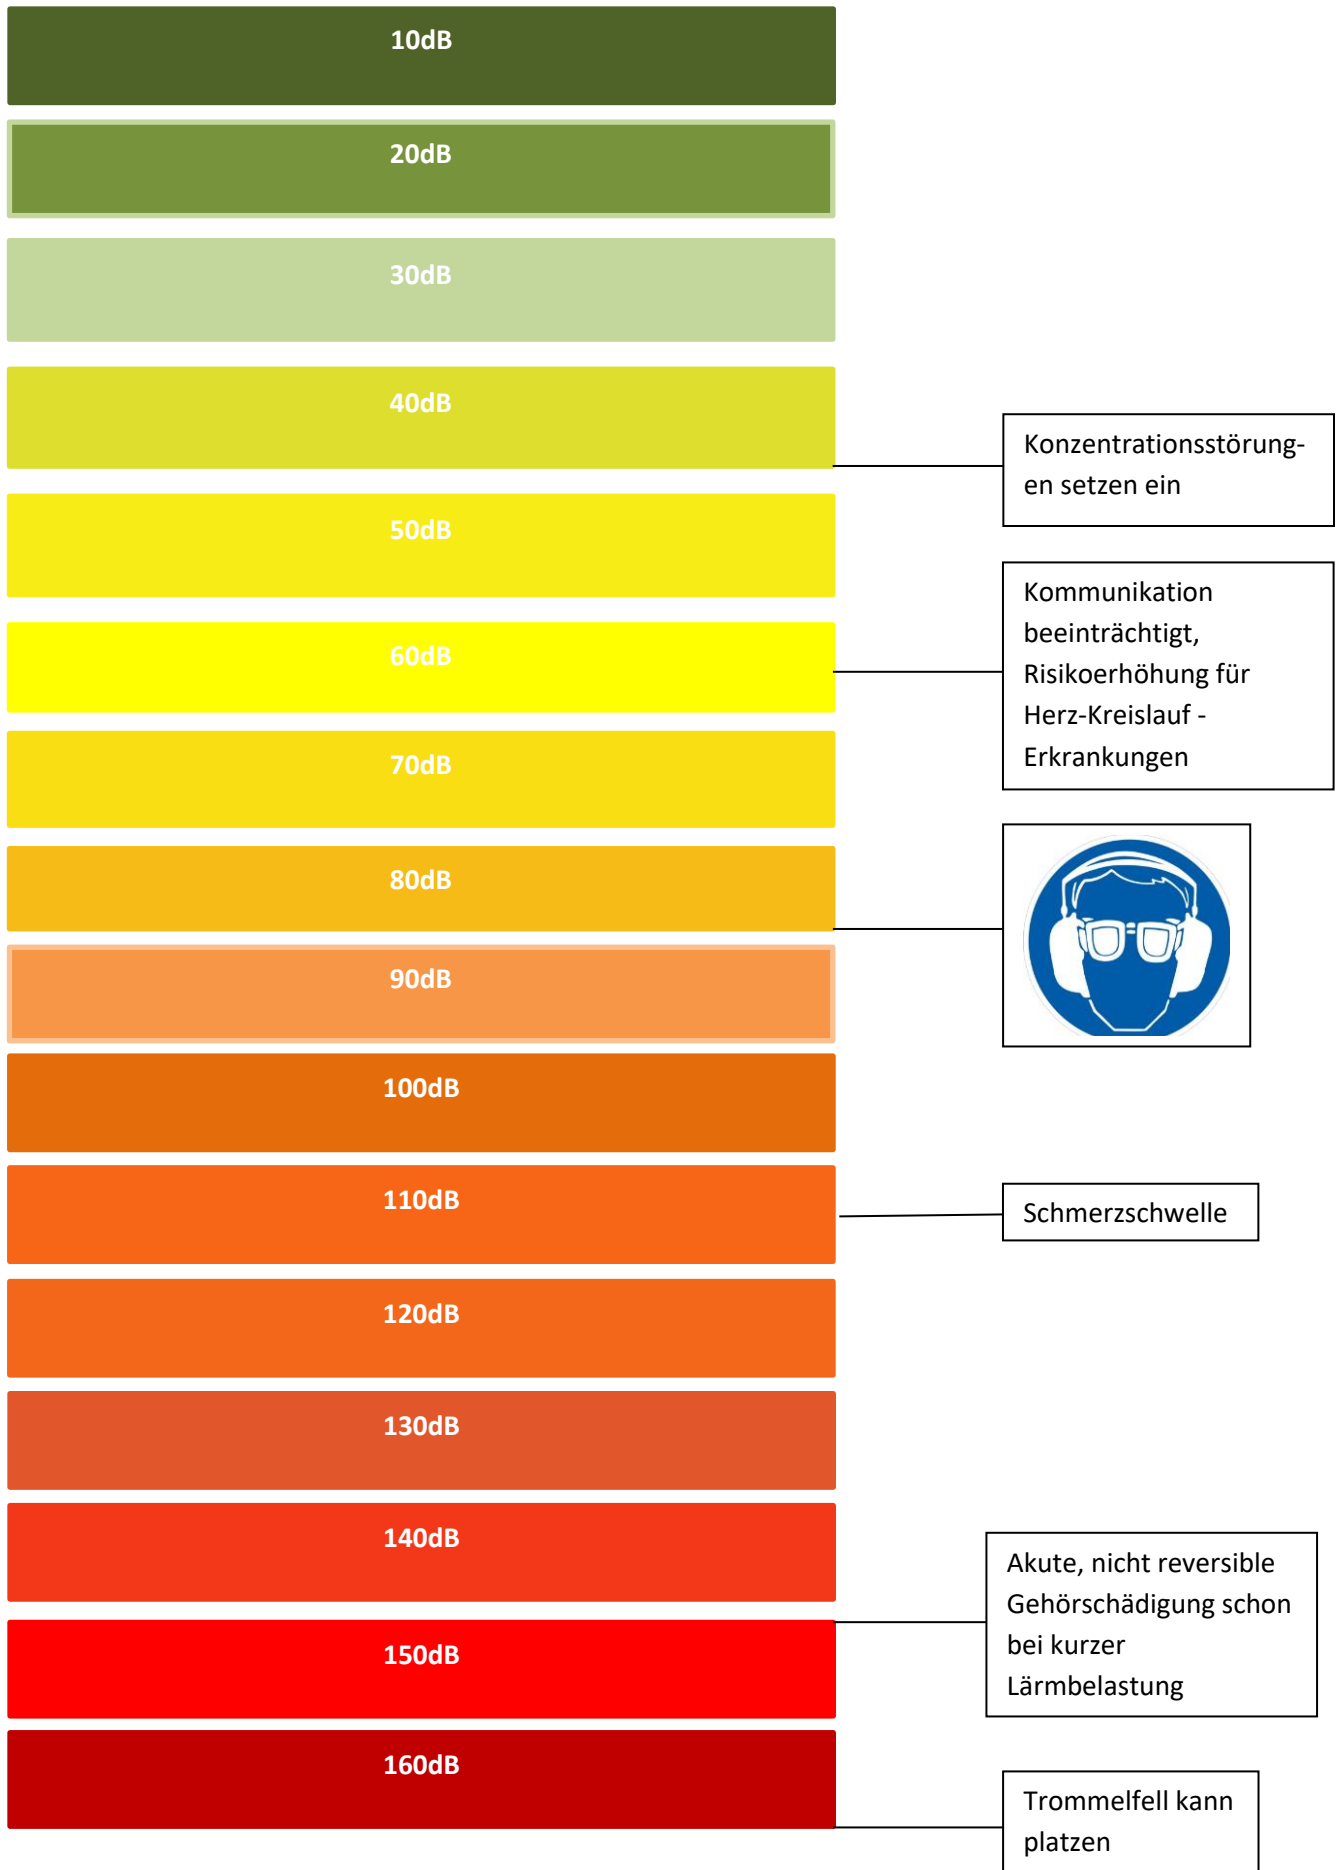 10dB
20dB
30dB
40dB
Konzentrationsstörung-
en setzen ein
50dB
Kommunikation
beeinträchtigt,
Risikoerhöhung für
Herz-Kreislauf -
Erkrankungen
60dB
70dB
80dB
90dB
100dB
110dB
Schmerzschwelle
120dB
130dB
140dB
Akute, nicht reversible
Gehörschädigung schon
bei kurzer
Lärmbelastung
150dB
160dB
Trommelfell kann
platzen